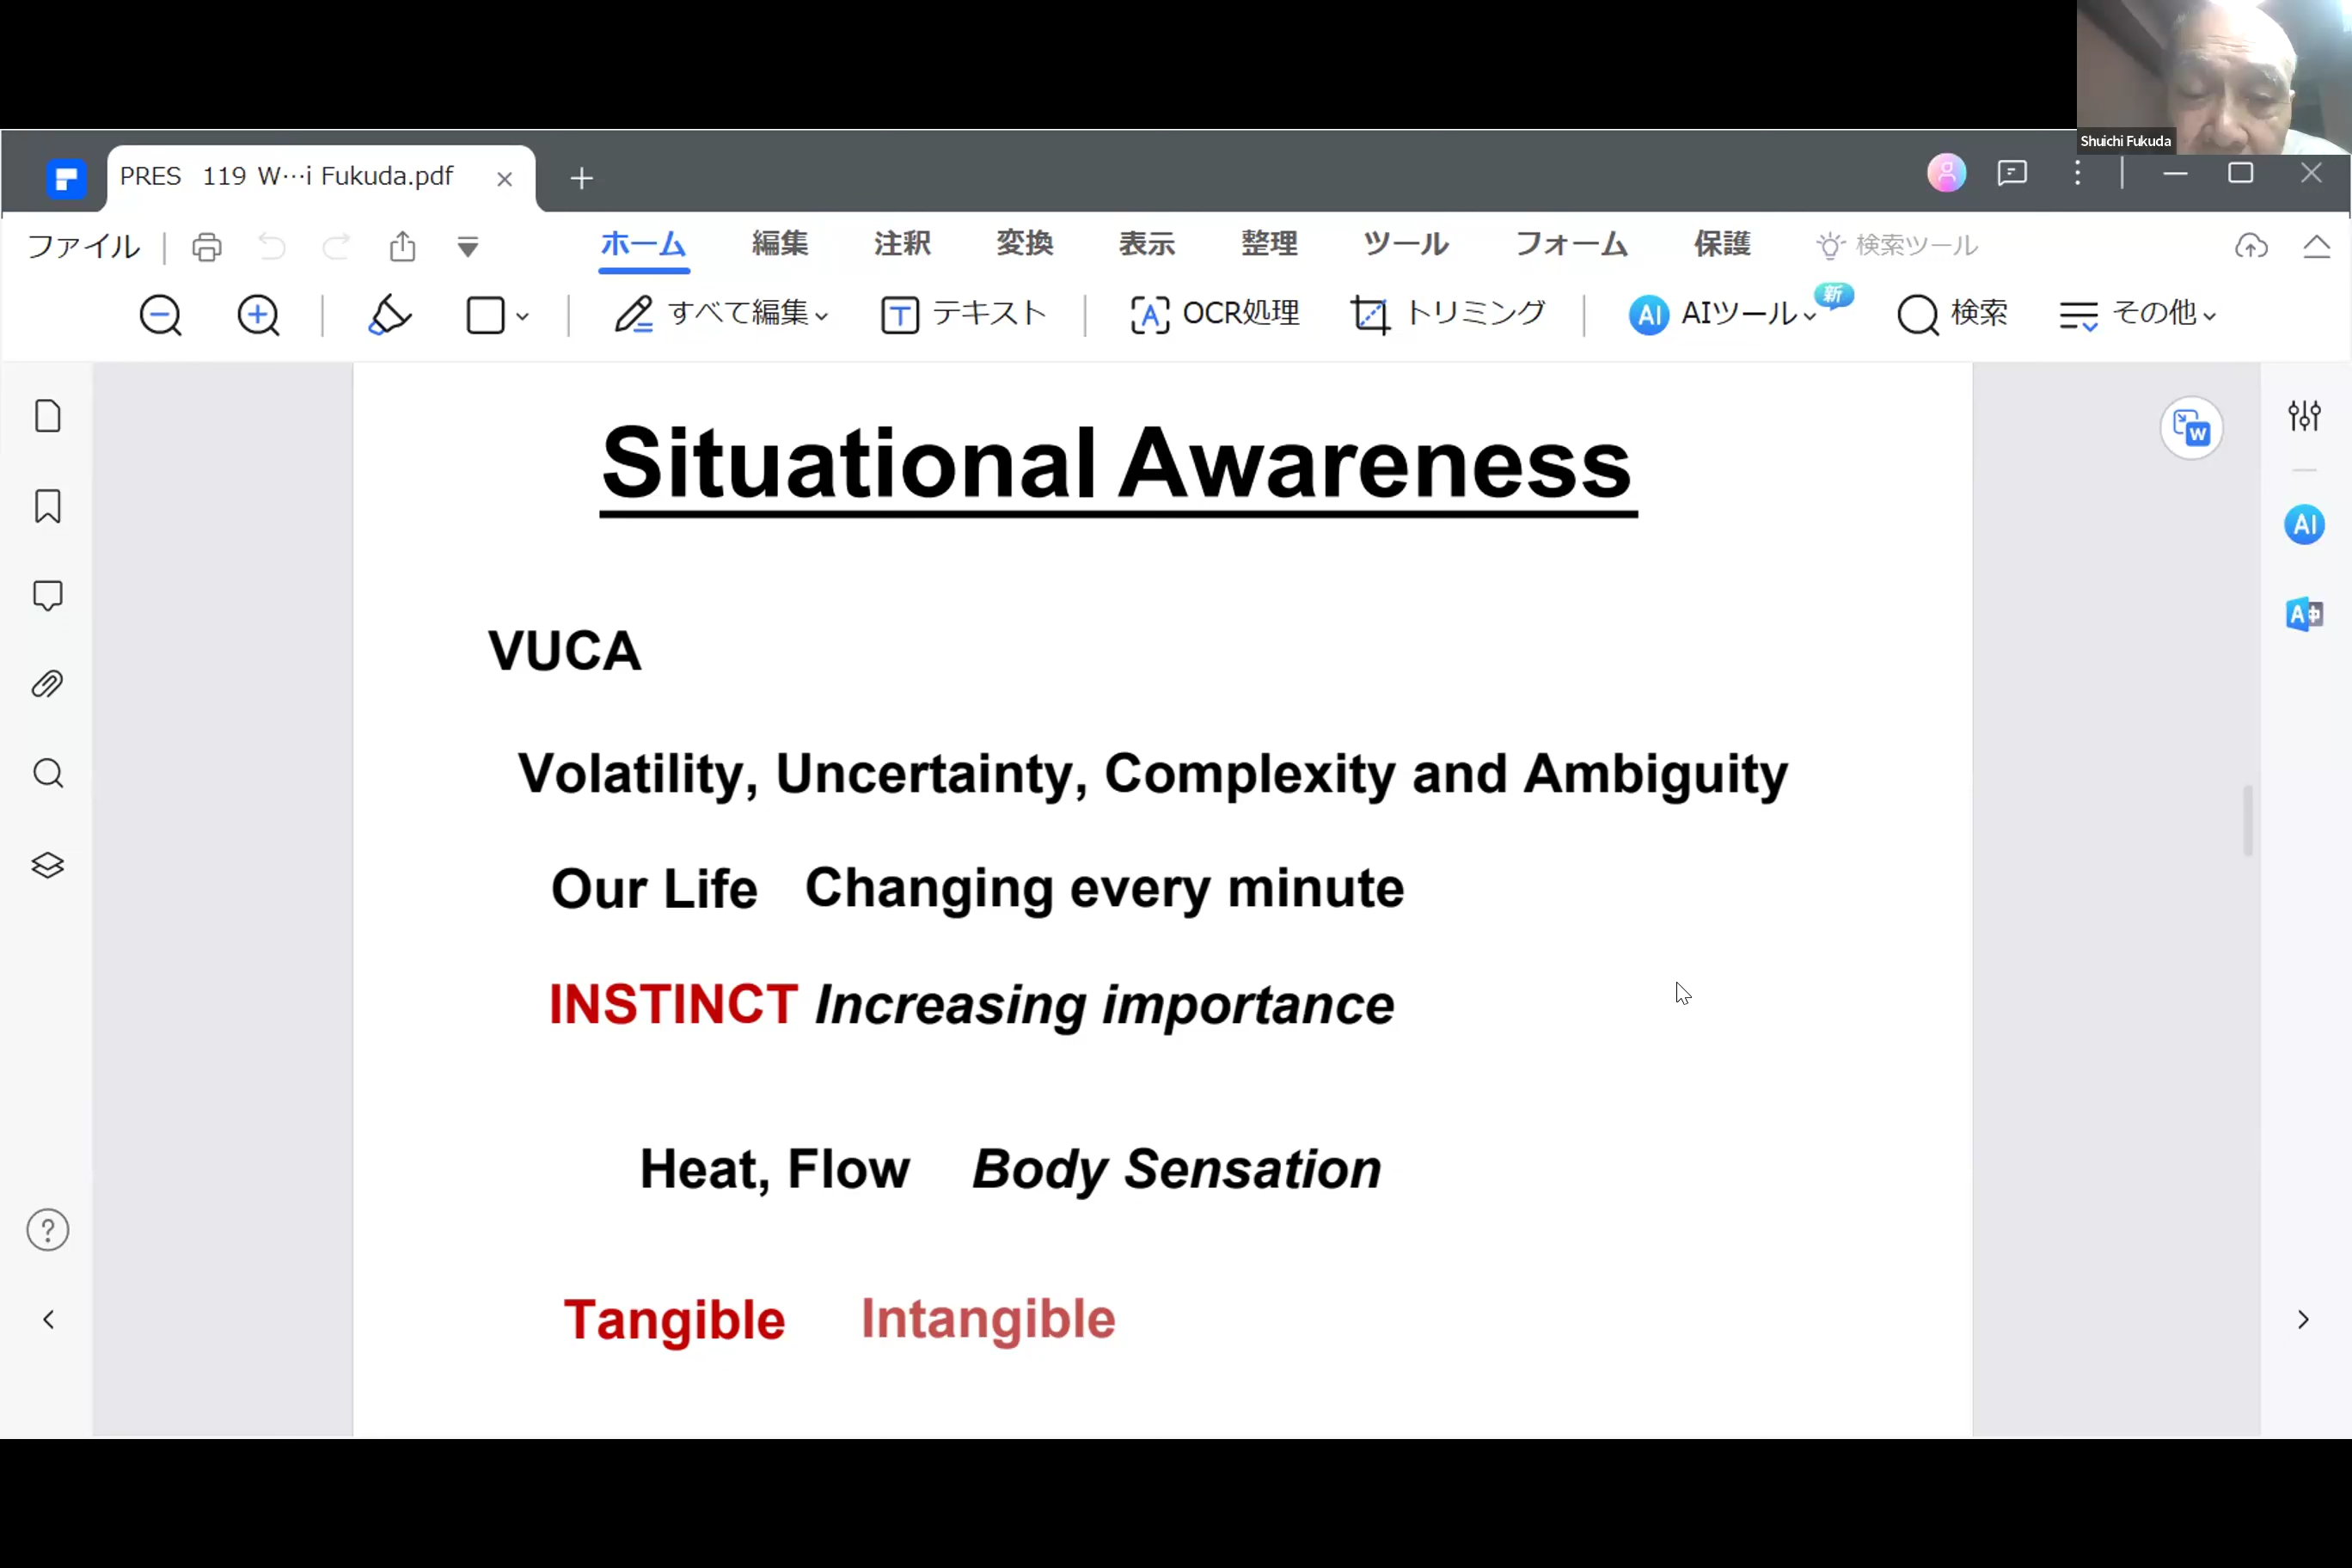 Shuichi Fukuda
PRES 119 W···i Fukuda.pdf
ファイル ホーム 編集 注釈 変換 表示 整理 ツール フォーム 保護 検索ツール
すべて編集 T テキスト A OCR処理 トリミング AI AIツール 新 検索 その他
W
AI
A中
Situational Awareness
VUCA
Volatility, Uncertainty, Complexity and Ambiguity
Our Life Changing every minute
INSTINCT Increasing importance
Heat, Flow Body Sensation
Tangible Intangible
?